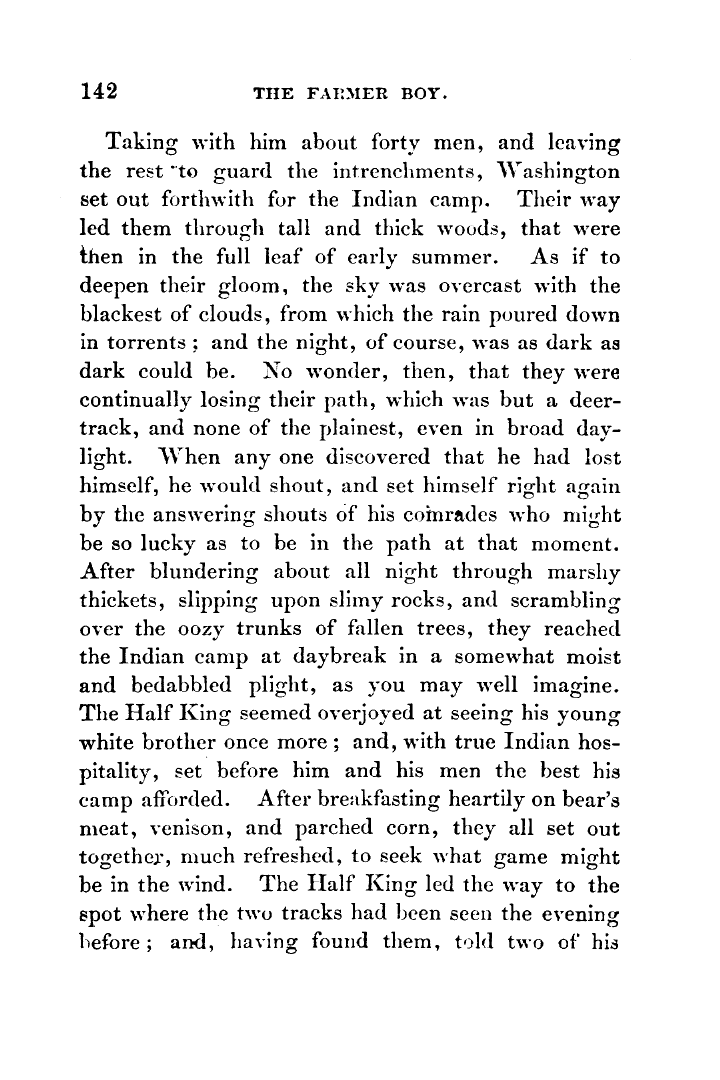 142 THE FARMER BOY.
Taking with him about forty men, and leaving
the rest to guard the intrenchments, Washington
set out forthwith for the Indian camp. Their way
led them through tall and thick woods, that were
then in the full leaf of early summer. As if to
deepen their gloom, the sky was overcast with the
blackest of clouds, from which the rain poured down
in torrents ; and the night, of course, was as dark as
dark could be. No wonder, then, that they were
continually losing their path, which was but a deer-
track, and none of the plainest, even in broad day-
light. When any one discovered that he had lost
himself, he would shout, and set himself right again
by the answering shouts of his comrades who might
be so lucky as to be in the path at that moment.
After blundering about all night through marshy
thickets, slipping upon slimy rocks, and scrambling
over the oozy trunks of fallen trees, they reached
the Indian camp at daybreak in a somewhat moist
and bedabbled plight, as you may well imagine.
The Half King seemed overjoyed at seeing his young
white brother once more ; and, with true Indian hos-
pitality, set before him and his men the best his
camp afforded. After breakfasting heartily on bear's
meat, venison, and parched corn, they all set out
together, much refreshed, to seek what game might
be in the wind. The Half King led the way to the
spot where the two tracks had been seen the evening
before ; and, having found them, told two of his